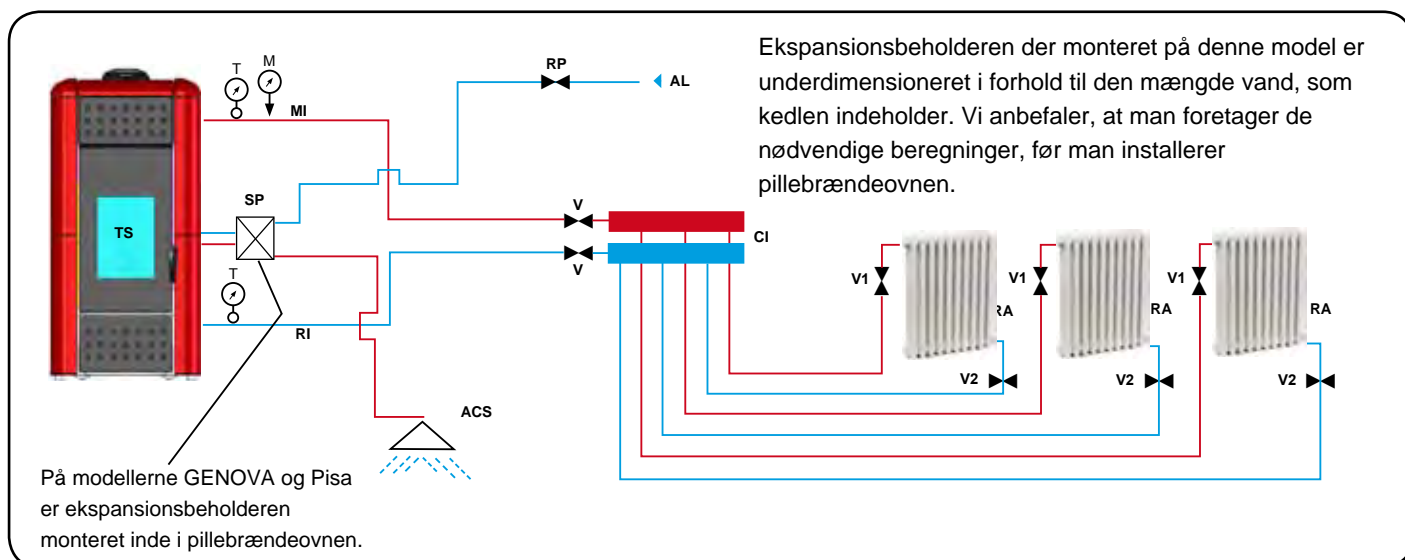 Ekspansionsbeholderen der monteret på denne model er
underdimensioneret i forhold til den mængde vand, som
kedlen indeholder. Vi anbefaler, at man foretager de
nødvendige beregninger, før man installerer
pillebrændeovnen.
T
M
MI
RP
AL
SP
TS
V
CI
V
T
RI
V1
V1
V1
RA
RA
RA
V2
V2
V2
ACS
På modellerne GENOVA og Pisa
er ekspansionsbeholderen
monteret inde i pillebrændeovnen.